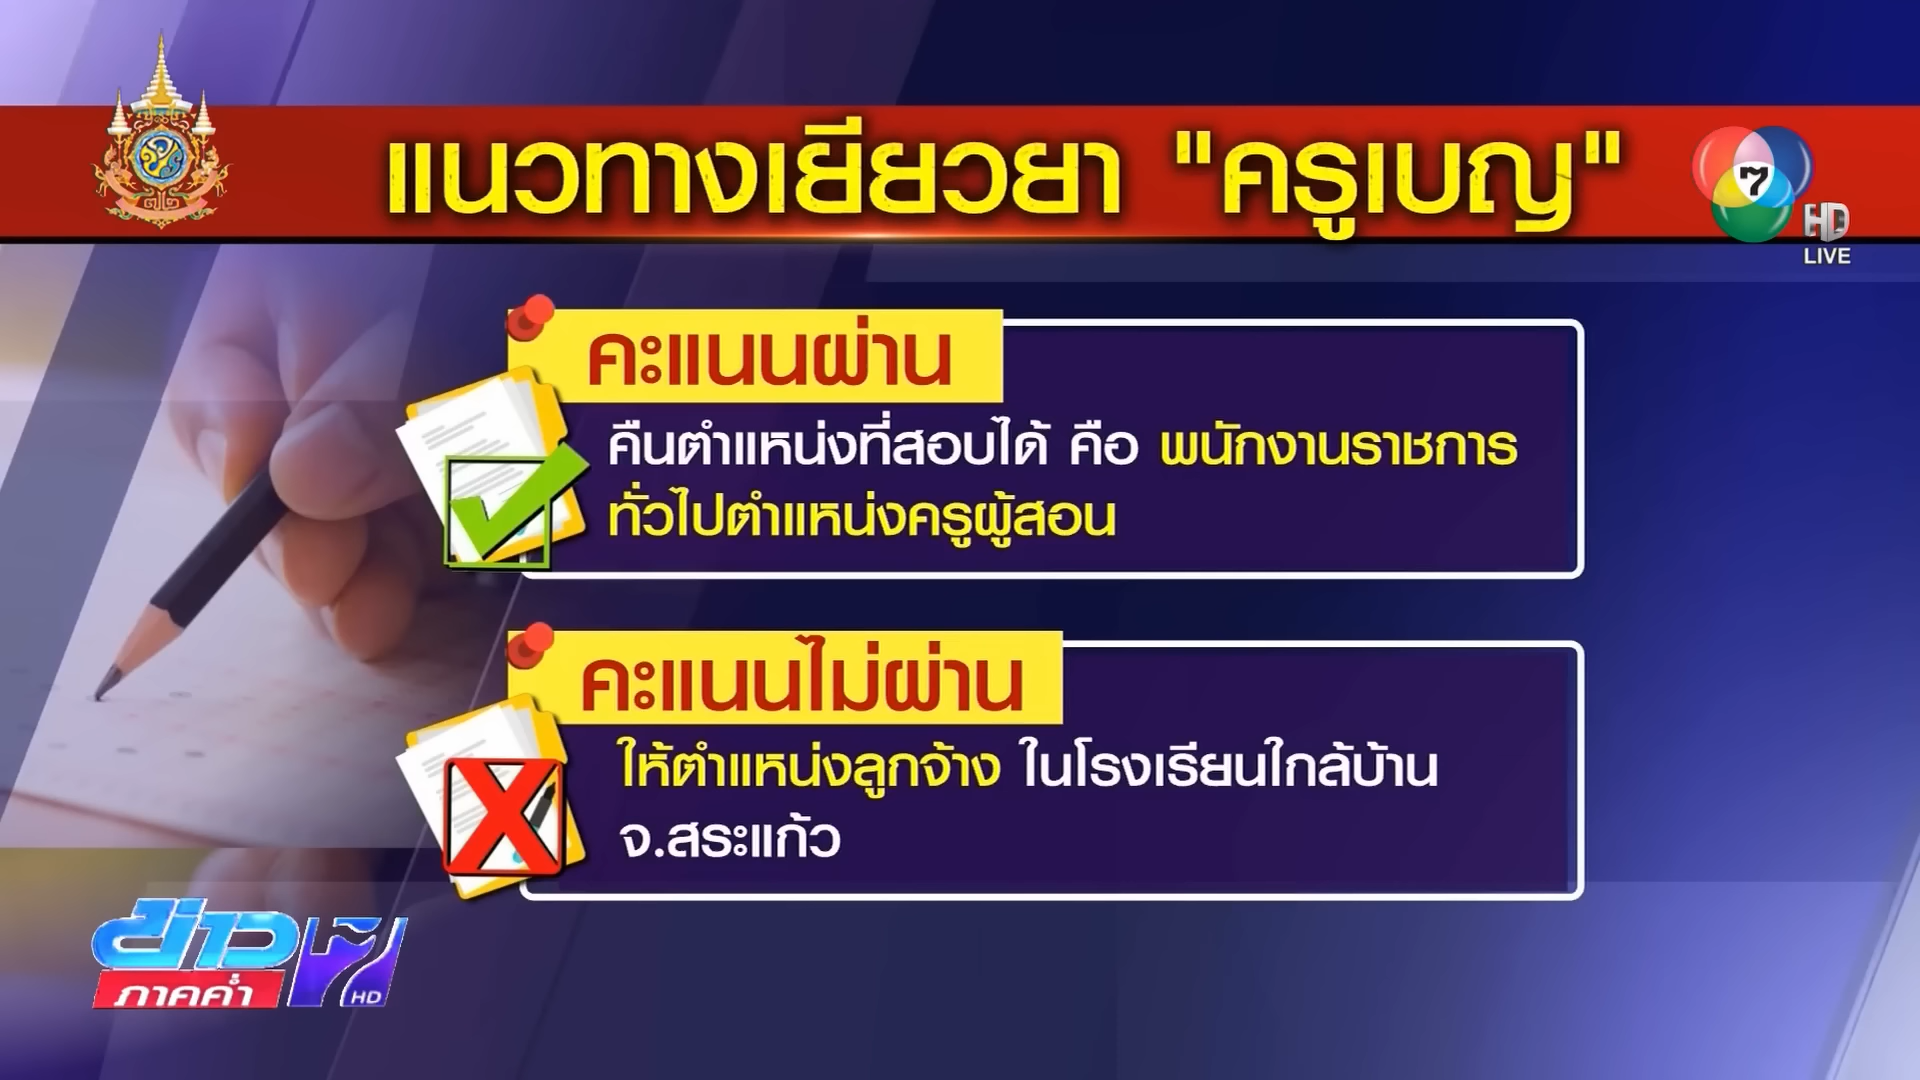 แนวทางเยียวยา "ครูเบญ"
7
HD
LIVE
คะแนนผ่าน
คืนตำแหน่งที่สอบได้ คือ พนักงานราชการ
ทั่วไปตำแหน่งครูผู้สอน
คะแนนไม่ผ่าน
ให้ตำแหน่งลูกจ้าง ในโรงเรียนใกล้บ้าน
จ.สระแก้ว
ข่าว 7 HD
ภาคค่ำ